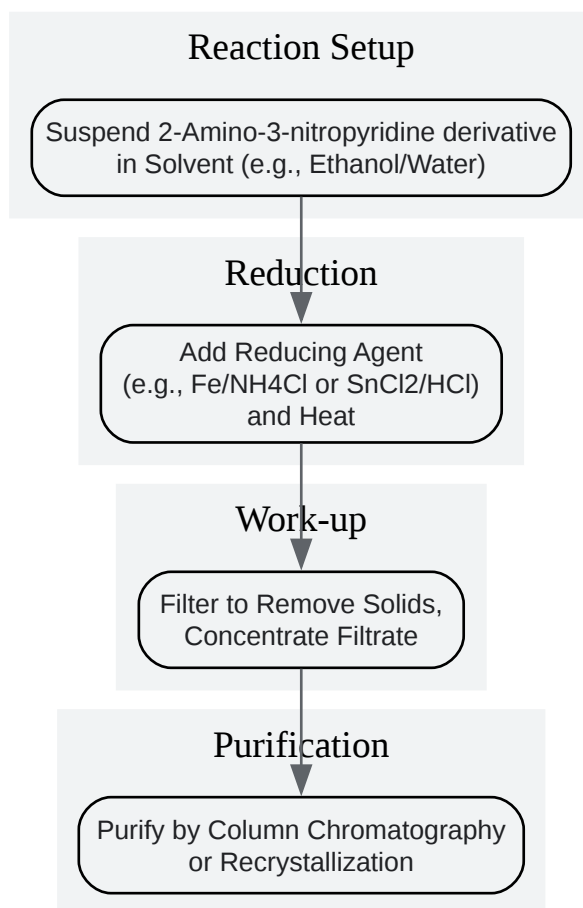 Reaction Setup
Suspend 2-Amino-3-nitropyridine derivative
in Solvent (e.g., Ethanol/Water)
Reduction
Add Reducing Agent
(e.g., Fe/NH4Cl or SnCl2/HCl)
and Heat
Work-up
Filter to Remove Solids,
Concentrate Filtrate
Purification
Purify by Column Chromatography
or Recrystallization